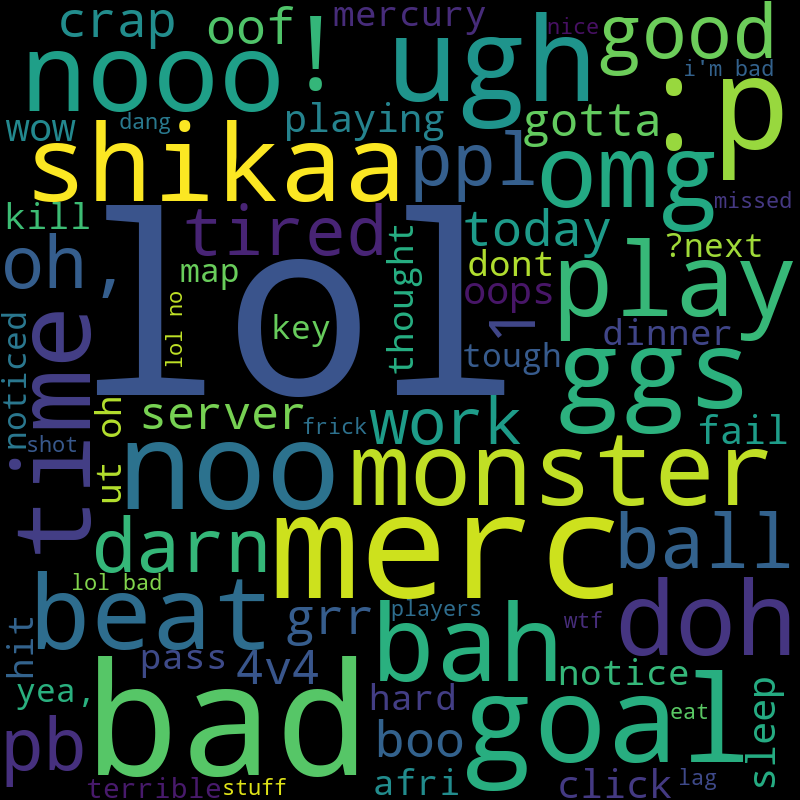 crap
oof
mercury
nice
good
nooo!
ugh
:p
i'm bad
wow
dang
playing
gotta
shikaa
ppl
omg
missed
kill
tired
today
?next
oh,
map
thought
dont
oops
play
lol
lol no
key
1
tough
dinner
noticed
time
ut oh
server
frick
work
ggs
fail
shot
noo
monster
darn
merc
ball
lol bad
beat
grr
players
wtf
doh
hit
pass
4v4
bah
notice
yea,
bad
hard
goal
eat
sleep
pb
boo
terrible
stuff
afri
click
lag